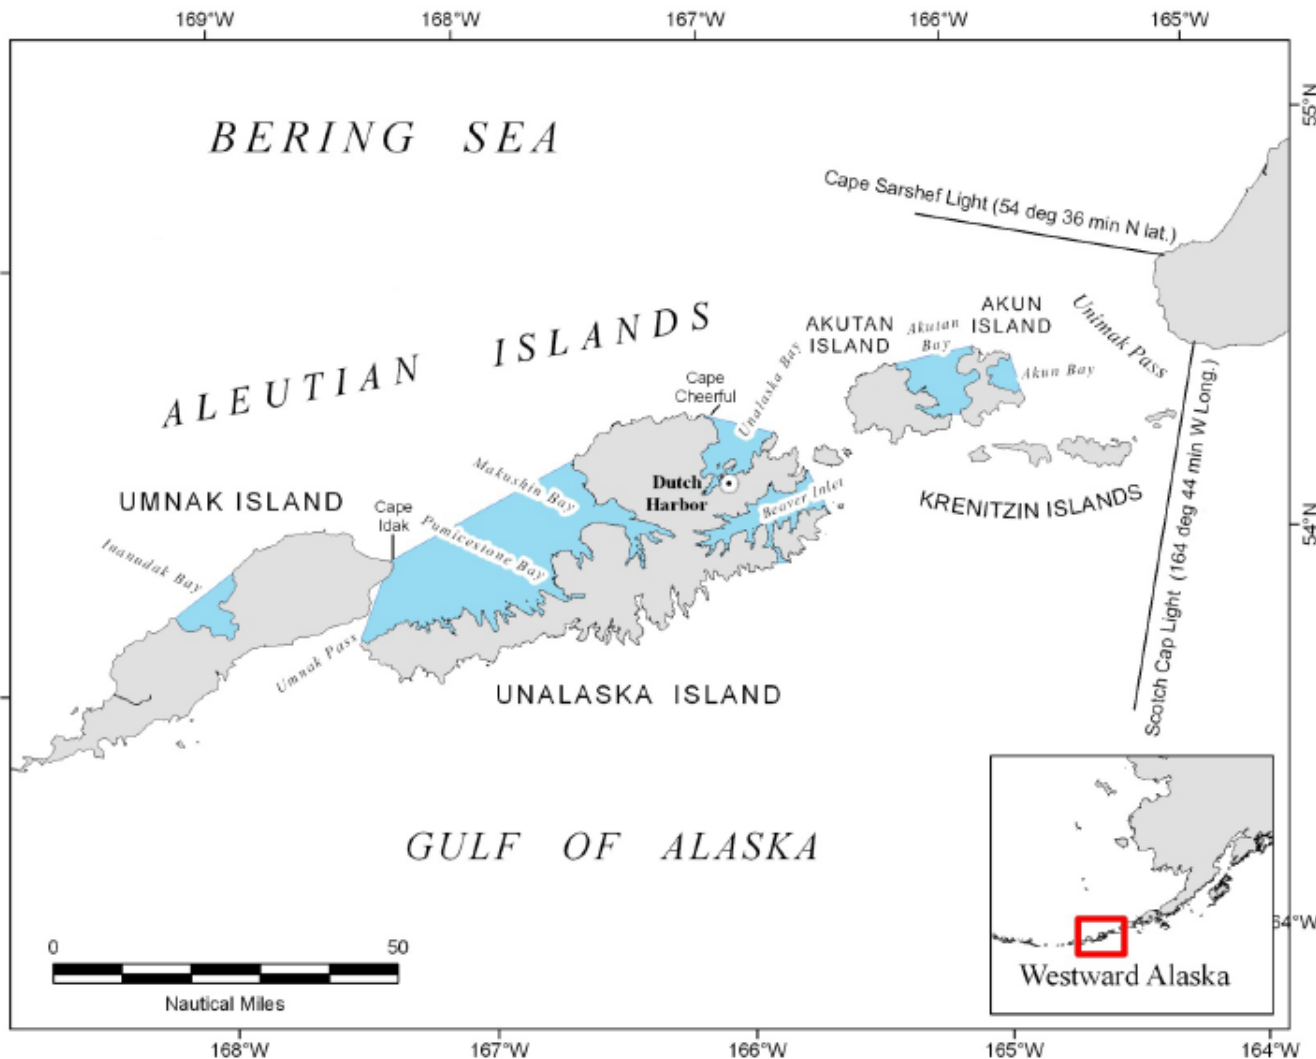 169°W
168°W
167°W
166°W
165°W
55°N
BERING SEA
Cape Sarshef Light (54 deg 36 min N lat.)
ALEUTIAN ISLANDS
AKUTAN
ISLAND
Akutan
Bay
AKUN
ISLAND
Unimak Pass
Akun Bay
Cape
Cheerful
Unalaska Bay
Makushin Bay
Dutch
Harbor
Beaver Inlet
KRENITZIN ISLANDS
UMNAK ISLAND
Cape
Idak
Pumicestone Bay
54°N
Inanudak Bay
Umnak Pass
UNALASKA ISLAND
Scotch Cap Light (164 deg 44 min W Long.)
GULF OF ALASKA
0
50
Nautical Miles
64°W
Westward Alaska
168°W
167°W
166°W
165°W
164°W